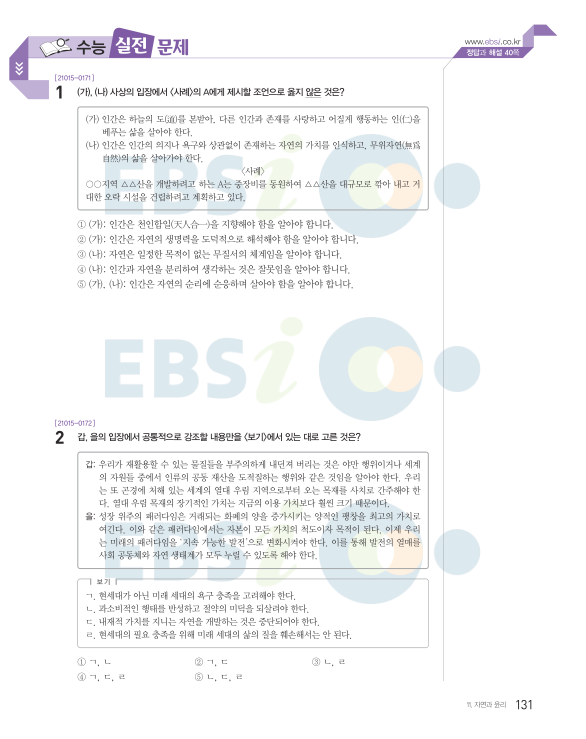 수능 실전 문제
www.ebsi.co.kr
정답과 해설 40쪽
[21015-0171]
1 (가), (나) 사상의 입장에서 <사례>의 A에게 제시할 조언으로 옳지 않은 것은?
(가) 인간은 하늘의 도(道)를 본받아, 다른 인간과 존재를 사랑하고 어질게 행동하는 인(仁)을
베푸는 삶을 살아야 한다.
(나) 인간은 인간의 의지나 욕구와 상관없이 존재하는 자연의 가치를 인식하고, 무위자연(無爲
自然)의 삶을 살아가야 한다.
<사례>
○○지역 △△산을 개발하려고 하는 A는 중장비를 동원하여 △△산을 대규모로 깎아 내고 거
대한 오락 시설을 건립하려고 계획하고 있다.
① (가): 인간은 천인합일(天人合一)을 지향해야 함을 알아야 합니다.
② (가): 인간은 자연의 생명력을 도덕적으로 해석해야 함을 알아야 합니다.
③ (나): 자연은 일정한 목적이 없는 무질서의 체계임을 알아야 합니다.
④ (나): 인간과 자연을 분리하여 생각하는 것은 잘못임을 알아야 합니다.
⑤ (가), (나): 인간은 자연의 순리에 순응하며 살아야 함을 알아야 합니다.
EBSi
EBSi
[21015-0172]
2 갑, 을의 입장에서 공통적으로 강조할 내용만을 <보기>에서 있는 대로 고른 것은?
갑: 우리가 재활용할 수 있는 물질들을 부주의하게 내던져 버리는 것은 야만 행위이거나 세계
의 자원들 중에서 인류의 공동 재산을 도적질하는 행위와 같은 것임을 알아야 한다. 우리
는 또 곤경에 처해 있는 세계의 열대 우림 지역으로부터 오는 목재를 사치로 간주해야 한
다. 열대 우림 목재의 장기적인 가치는 지금의 이용 가치보다 훨씬 크기 때문이다.
을: 성장 위주의 패러다임은 거래되는 화폐의 양을 증가시키는 양적인 팽창을 최고의 가치로
여긴다. 이와 같은 패러다임에서는 자본이 모든 가치의 척도이자 목적이 된다. 이제 우리
는 미래의 패러다임을 '지속 가능한 발전'으로 변화시켜야 한다. 이를 통해 발전의 열매를
사회 공동체와 자연 생태계가 모두 누릴 수 있도록 해야 한다.
EBSi
보기
ㄱ. 현세대가 아닌 미래 세대의 욕구 충족을 고려해야 한다.
ㄴ. 과소비적인 행태를 반성하고 절약의 미덕을 되살려야 한다.
ㄷ. 내재적 가치를 지니는 자연을 개발하는 것은 중단되어야 한다.
ㄹ. 현세대의 필요 충족을 위해 미래 세대의 삶의 질을 훼손해서는 안 된다.
① ㄱ, ㄴ ② ㄱ, ㄷ ③ ㄴ, ㄹ
④ ㄱ, ㄷ, ㄹ ⑤ ㄴ, ㄷ, ㄹ
11. 자연과 윤리 131